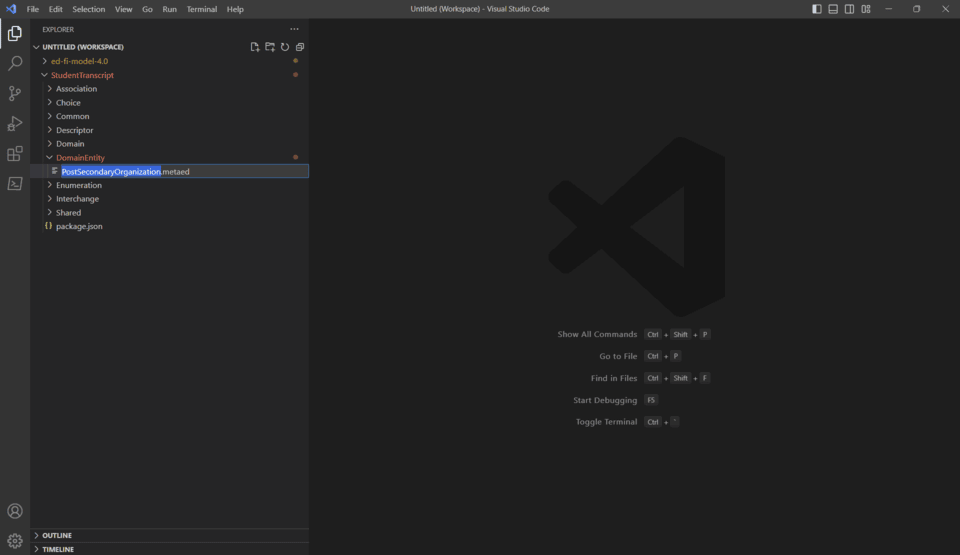 File Edit Selection View Go Run Terminal Help Untitled (Workspace) - Visual Studio Code
EXPLORER
UNTITLED (WORKSPACE)
ed-fi-model-4.0
StudentTranscript
Association
Choice
Common
Descriptor
Domain
DomainEntity
PostSecondaryOrganization.metaed
Enumeration
Interchange
Shared
{} package.json
Show All Commands Ctrl + Shift + P
Go to File Ctrl + P
Find in Files Ctrl + Shift + F
Start Debugging F5
Toggle Terminal Ctrl + `
OUTLINE
TIMELINE